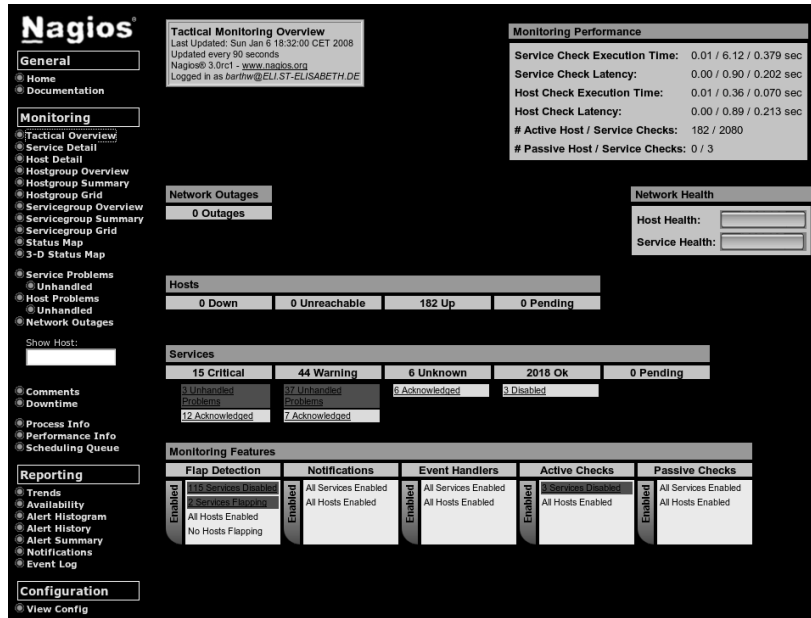 Nagios®
General
Home
Documentation
Monitoring
Tactical Overview
Service Detail
Host Detail
Hostgroup Overview
Hostgroup Summary
Hostgroup Grid
Servicegroup Overview
Servicegroup Summary
Servicegroup Grid
Status Map
3-D Status Map
Service Problems
Unhandled
Host Problems
Unhandled
Network Outages
Show Host:
Comments
Downtime
Process Info
Performance Info
Scheduling Queue
Reporting
Trends
Availability
Alert Histogram
Alert History
Alert Summary
Notifications
Event Log
Configuration
View Config
Tactical Monitoring Overview
Last Updated: Sun Jan 6 18:32:00 CET 2008
Updated every 90 seconds
Nagios® 3.0rc1 - www.nagios.org
Logged in as barthw@ELI.ST-ELISABETH.DE
Monitoring Performance
Service Check Execution Time: 0.01 / 6.12 / 0.379 sec
Service Check Latency: 0.00 / 0.90 / 0.202 sec
Host Check Execution Time: 0.01 / 0.36 / 0.070 sec
Host Check Latency: 0.00 / 0.89 / 0.213 sec
# Active Host / Service Checks: 182 / 2080
# Passive Host / Service Checks: 0 / 3
Network Outages
0 Outages
Network Health
Host Health:
Service Health:
Hosts
0 Down 0 Unreachable 182 Up 0 Pending
Services
15 Critical 44 Warning 6 Unknown 2018 Ok 0 Pending
3 Unhandled Problems 37 Unhandled Problems 6 Acknowledged 3 Disabled
12 Acknowledged 7 Acknowledged
Monitoring Features
Flap Detection Notifications Event Handlers Active Checks Passive Checks
Enabled 115 Services Disabled Enabled All Services Enabled Enabled All Services Enabled Enabled 3 Services Disabled Enabled All Services Enabled
2 Services Flapping All Hosts Enabled All Hosts Enabled All Hosts Enabled All Hosts Enabled
All Hosts Enabled
No Hosts Flapping